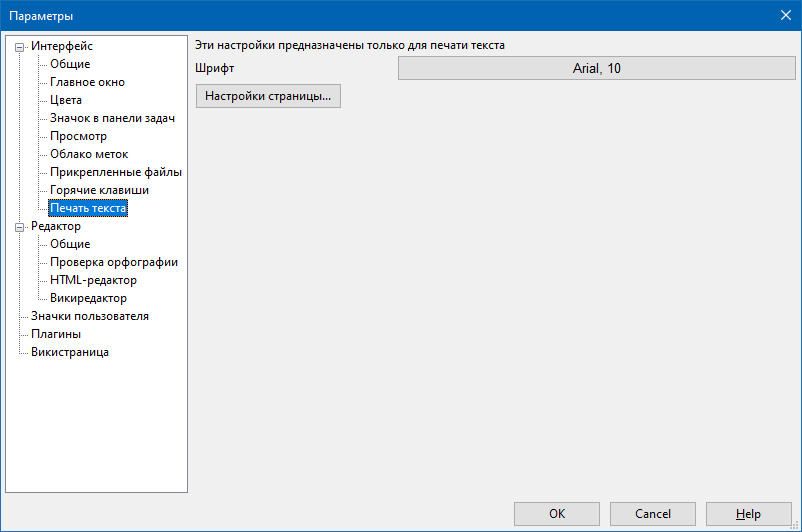 Параметры
Интерфейс
Общие
Главное окно
Цвета
Значок в панели задач
Просмотр
Облако меток
Прикрепленные файлы
Горячие клавиши
Печать текста
Редактор
Общие
Проверка орфографии
HTML-редактор
Викиредактор
Значки пользователя
Плагины
Викистраница
Эти настройки предназначены только для печати текста
Шрифт Arial, 10
Настройки страницы...
OK Cancel Help